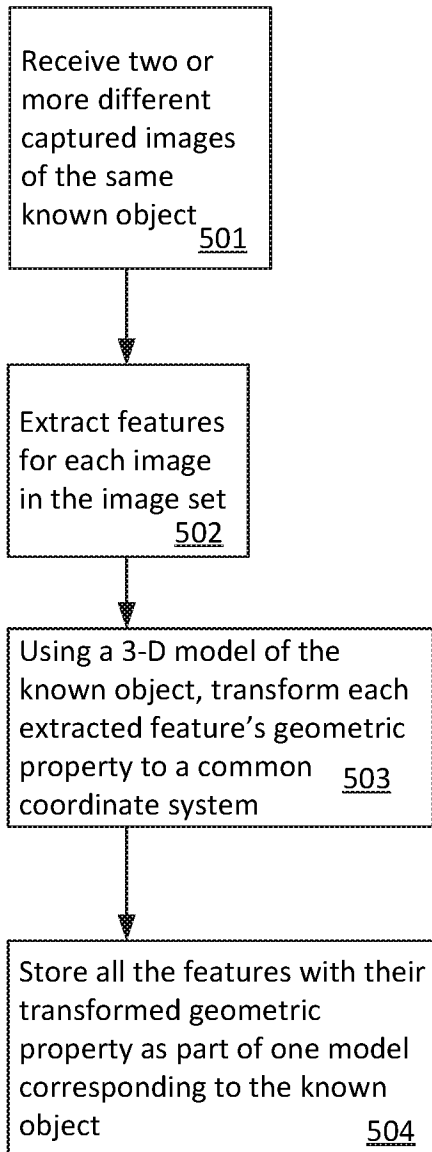 Receive two or
more different
captured images
of the same
known object
501
Extract features
for each image
in the image set
502
Using a 3-D model of the
known object, transform each
extracted feature's geometric
property to a common
coordinate system
503
Store all the features with their
transformed geometric
property as part of one model
corresponding to the known
object
504